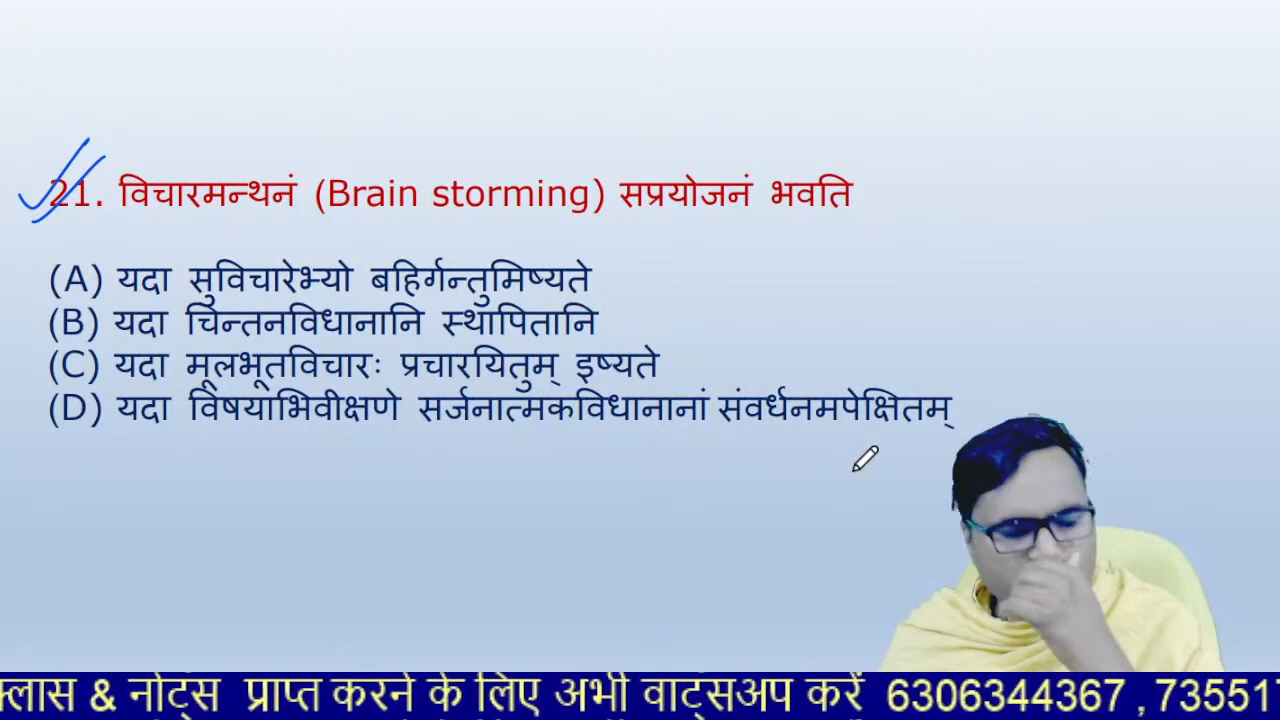 21. विचारमन्थनं (Brain storming) सप्रयोजनं भवति
(A) यदा सुविचारेभ्यो बहिर्गन्तुमिष्यते
(B) यदा चिन्तनविधानानि स्थापितानि
(C) यदा मूलभूतविचारः प्रचारयितुम् इष्यते
(D) यदा विषयाभिवीक्षणे सर्जनात्मकविधानानां संवर्धनमपेक्षितम्
क्लास & नोट्स प्राप्त करने के लिए अभी वाट्सअप करें 6306344367 , 735517